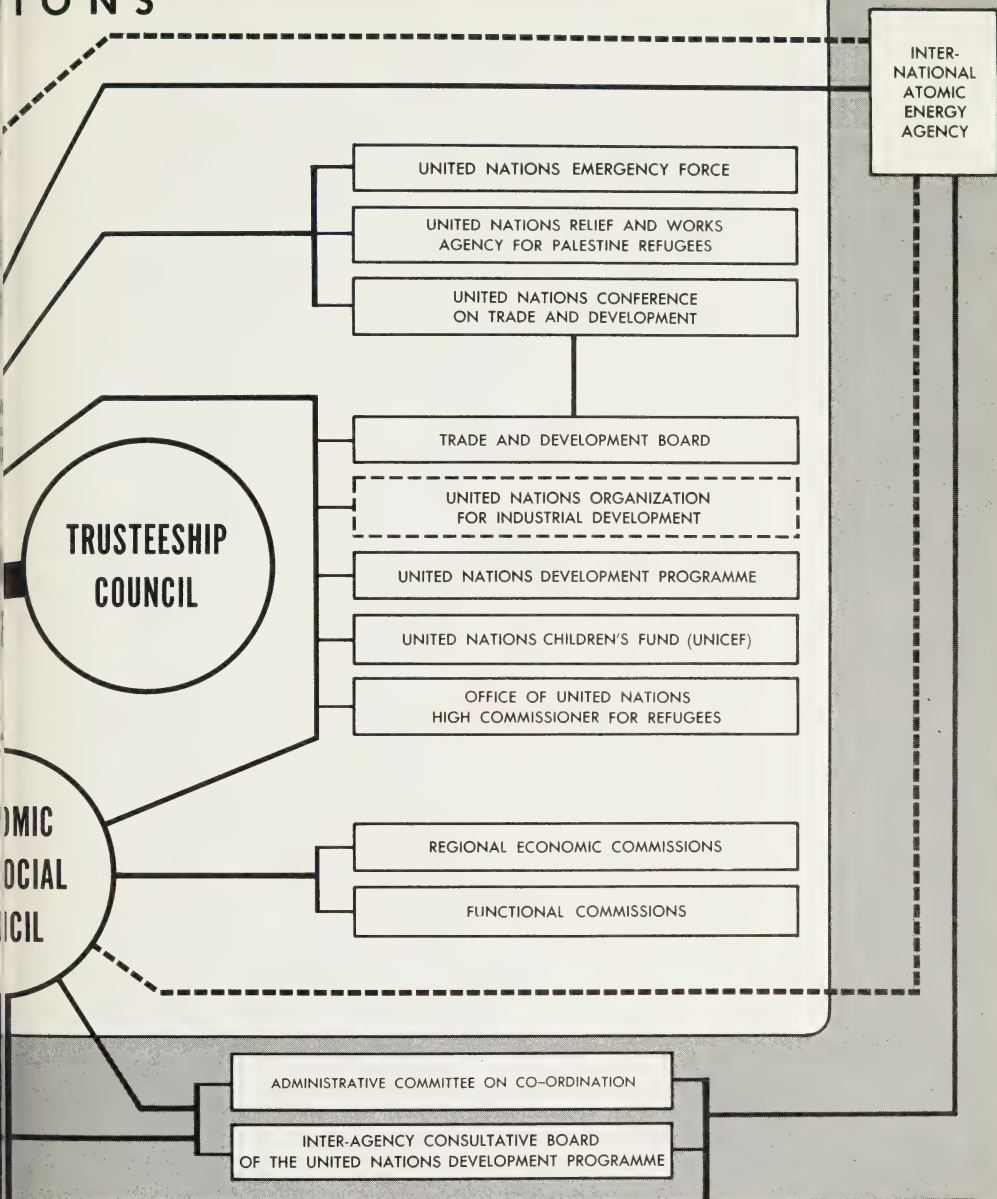 IONS
INTER-
NATIONAL
ATOMIC
ENERGY
AGENCY
UNITED NATIONS EMERGENCY FORCE
UNITED NATIONS RELIEF AND WORKS
AGENCY FOR PALESTINE REFUGEES
UNITED NATIONS CONFERENCE
ON TRADE AND DEVELOPMENT
TRADE AND DEVELOPMENT BOARD
UNITED NATIONS ORGANIZATION
FOR INDUSTRIAL DEVELOPMENT
TRUSTEESHIP
COUNCIL
UNITED NATIONS DEVELOPMENT PROGRAMME
UNITED NATIONS CHILDREN'S FUND (UNICEF)
OFFICE OF UNITED NATIONS
HIGH COMMISSIONER FOR REFUGEES
OMIC
OCIAL
NCIL
REGIONAL ECONOMIC COMMISSIONS
FUNCTIONAL COMMISSIONS
ADMINISTRATIVE COMMITTEE ON CO-ORDINATION
INTER-AGENCY CONSULTATIVE BOARD
OF THE UNITED NATIONS DEVELOPMENT PROGRAMME